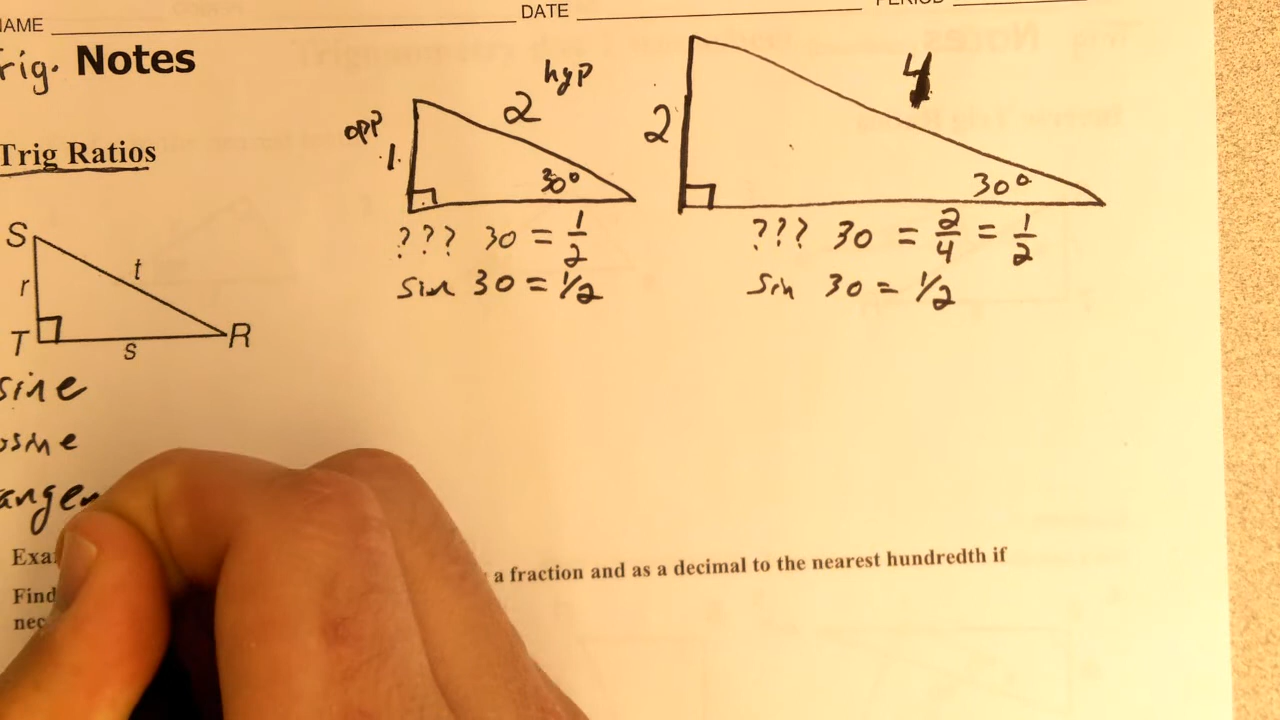 NAME DATE PERIOD
rig. Notes
Trig Ratios
opp
1.
2
hyp
30°
??? 30 = 1/2
sin 30 = 1/2
2
4
30°
??? 30 = 2/4 = 1/2
Sin 30 = 1/2
S
r
t
T
s
R
sine
osine
angen
Exa
a fraction and as a decimal to the nearest hundredth if
Find
nec